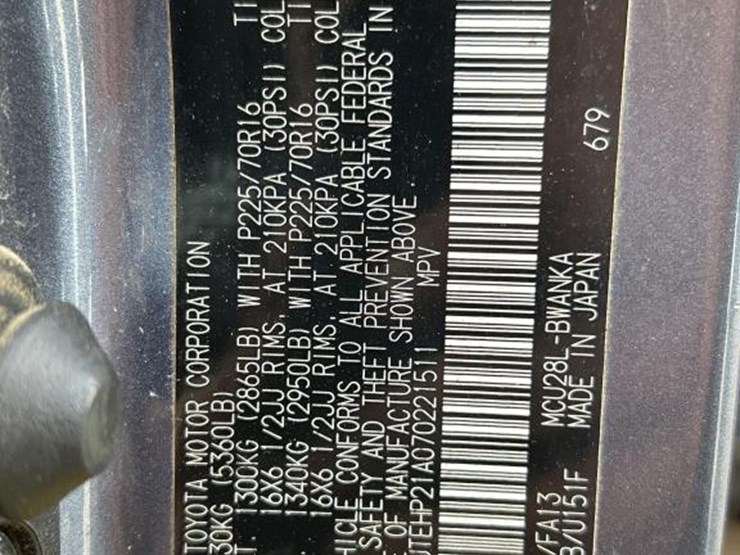 TOYOTA MOTOR CORPORATION
30KG (5360LB)
1300KG (2865LB) WITH P225/70R16
16X6 1/2JJ RIMS, AT 210KPA (30PSI) COL
1340KG (2950LB) WITH P225/70R16
16X6 1/2JJ RIMS, AT 210KPA (30PSI) COL
HICLE CONFORMS TO ALL APPLICABLE FEDERAL
SAFETY AND THEFT PREVENTION STANDARDS IN
OF MANUFACTURE SHOWN ABOVE.
JTEHP21A070221511 MPV
/FA13 MCU28L-BWANKA 679
/U151F MADE IN JAPAN